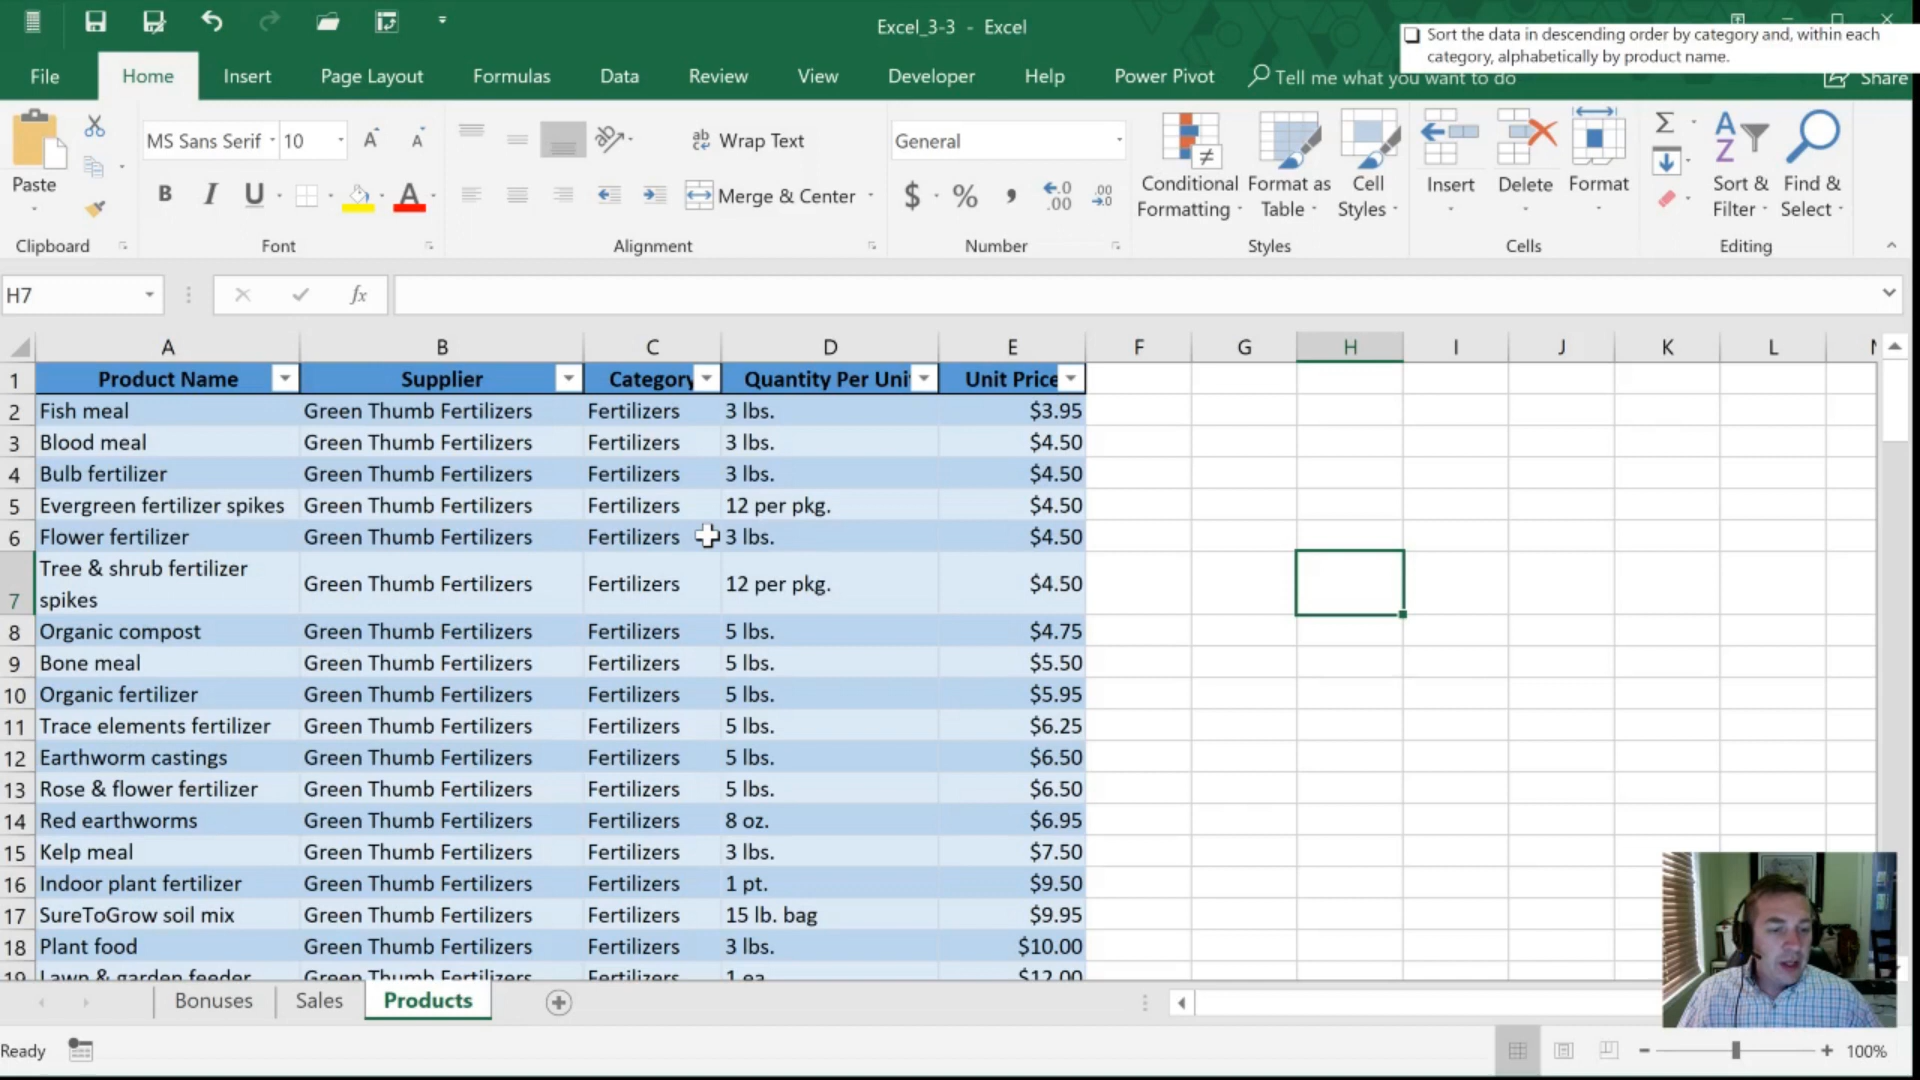 Excel_3-3 - Excel
Sort the data in descending order by category and, within each
category, alphabetically by product name.
File Home Insert Page Layout Formulas Data Review View Developer Help Power Pivot Tell me what you want to do Share
Paste
Clipboard
MS Sans Serif 10
B I U
Font
ab Wrap Text
Merge & Center
Alignment
General
$ % ,
Number
Conditional
Formatting
Format as
Table
Cell
Styles
Styles
Insert Delete Format
Cells
Sort &
Filter
Find &
Select
Editing
H7
fx
A B C D E F G H I J K L
1 Product Name Supplier Category Quantity Per Uni Unit Price
2 Fish meal Green Thumb Fertilizers Fertilizers 3 lbs. $3.95
3 Blood meal Green Thumb Fertilizers Fertilizers 3 lbs. $4.50
4 Bulb fertilizer Green Thumb Fertilizers Fertilizers 3 lbs. $4.50
5 Evergreen fertilizer spikes Green Thumb Fertilizers Fertilizers 12 per pkg. $4.50
6 Flower fertilizer Green Thumb Fertilizers Fertilizers 3 lbs. $4.50
Tree & shrub fertilizer
7 spikes Green Thumb Fertilizers Fertilizers 12 per pkg. $4.50
8 Organic compost Green Thumb Fertilizers Fertilizers 5 lbs. $4.75
9 Bone meal Green Thumb Fertilizers Fertilizers 5 lbs. $5.50
10 Organic fertilizer Green Thumb Fertilizers Fertilizers 5 lbs. $5.95
11 Trace elements fertilizer Green Thumb Fertilizers Fertilizers 5 lbs. $6.25
12 Earthworm castings Green Thumb Fertilizers Fertilizers 5 lbs. $6.50
13 Rose & flower fertilizer Green Thumb Fertilizers Fertilizers 5 lbs. $6.50
14 Red earthworms Green Thumb Fertilizers Fertilizers 8 oz. $6.95
15 Kelp meal Green Thumb Fertilizers Fertilizers 3 lbs. $7.50
16 Indoor plant fertilizer Green Thumb Fertilizers Fertilizers 1 pt. $9.50
17 SureToGrow soil mix Green Thumb Fertilizers Fertilizers 15 lb. bag $9.95
18 Plant food Green Thumb Fertilizers Fertilizers 3 lbs. $10.00
19 Lawn & garden feeder Green Thumb Fertilizers Fertilizers 1 ea. $12.00
Bonuses Sales Products
Ready 100%